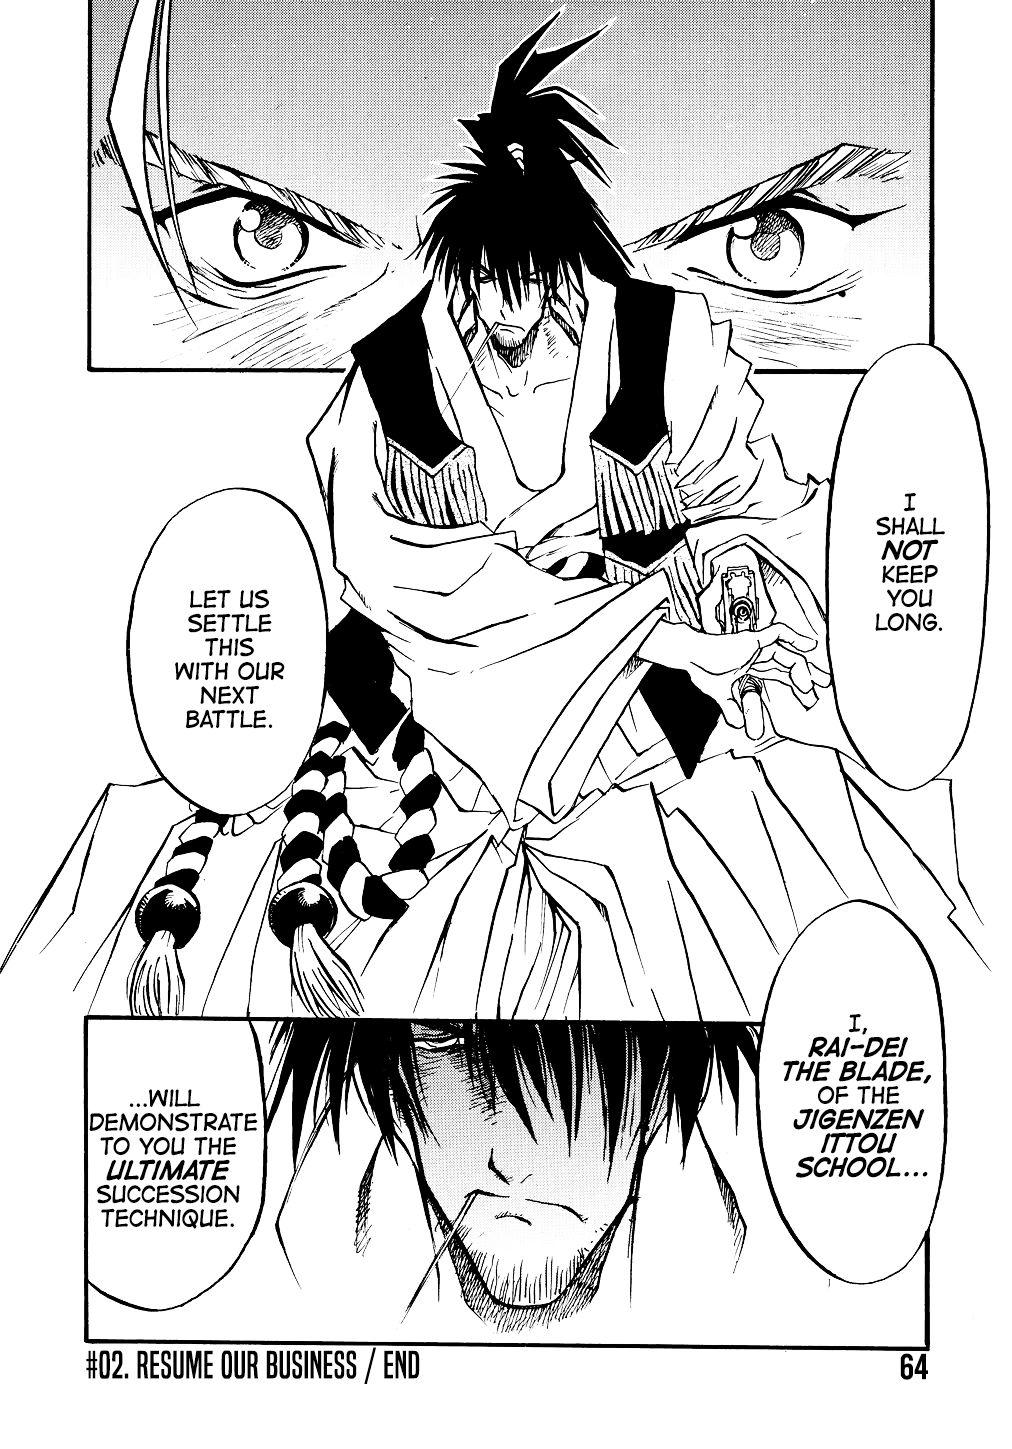 I
SHALL
NOT
KEEP
YOU
LONG.
LET US
SETTLE
THIS
WITH OUR
NEXT
BATTLE.
I,
RAI-DEI
THE BLADE,
OF THE
JIGENZEN
ITTOU
SCHOOL...
...WILL
DEMONSTRATE
TO YOU THE
ULTIMATE
SUCCESSION
TECHNIQUE.
#02. RESUME OUR BUSINESS / END
64